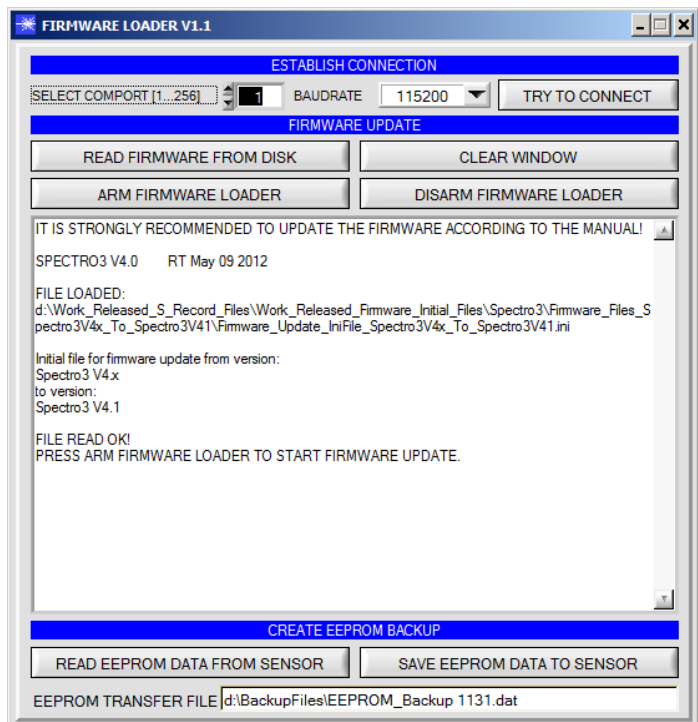 FIRMWARE LOADER V1.1
ESTABLISH CONNECTION
SELECT COMPORT [1...256] 1 BAUDRATE 115200 TRY TO CONNECT
FIRMWARE UPDATE
READ FIRMWARE FROM DISK CLEAR WINDOW
ARM FIRMWARE LOADER DISARM FIRMWARE LOADER
IT IS STRONGLY RECOMMENDED TO UPDATE THE FIRMWARE ACCORDING TO THE MANUAL!
SPECTRO3 V4.0 RT May 09 2012
FILE LOADED:
d:\Work_Released_S_Record_Files\Work_Released_Firmware_Initial_Files\Spectro3\Firmware_Files_S
pectro3V4x_To_Spectro3V41\Firmware_Update_IniFile_Spectro3V4x_To_Spectro3V41.ini
Initial file for firmware update from version:
Spectro3 V4.x
to version:
Spectro3 V4.1
FILE READ OK!
PRESS ARM FIRMWARE LOADER TO START FIRMWARE UPDATE.
CREATE EEPROM BACKUP
READ EEPROM DATA FROM SENSOR SAVE EEPROM DATA TO SENSOR
EEPROM TRANSFER FILE d:\BackupFiles\EEPROM_Backup 1131.dat